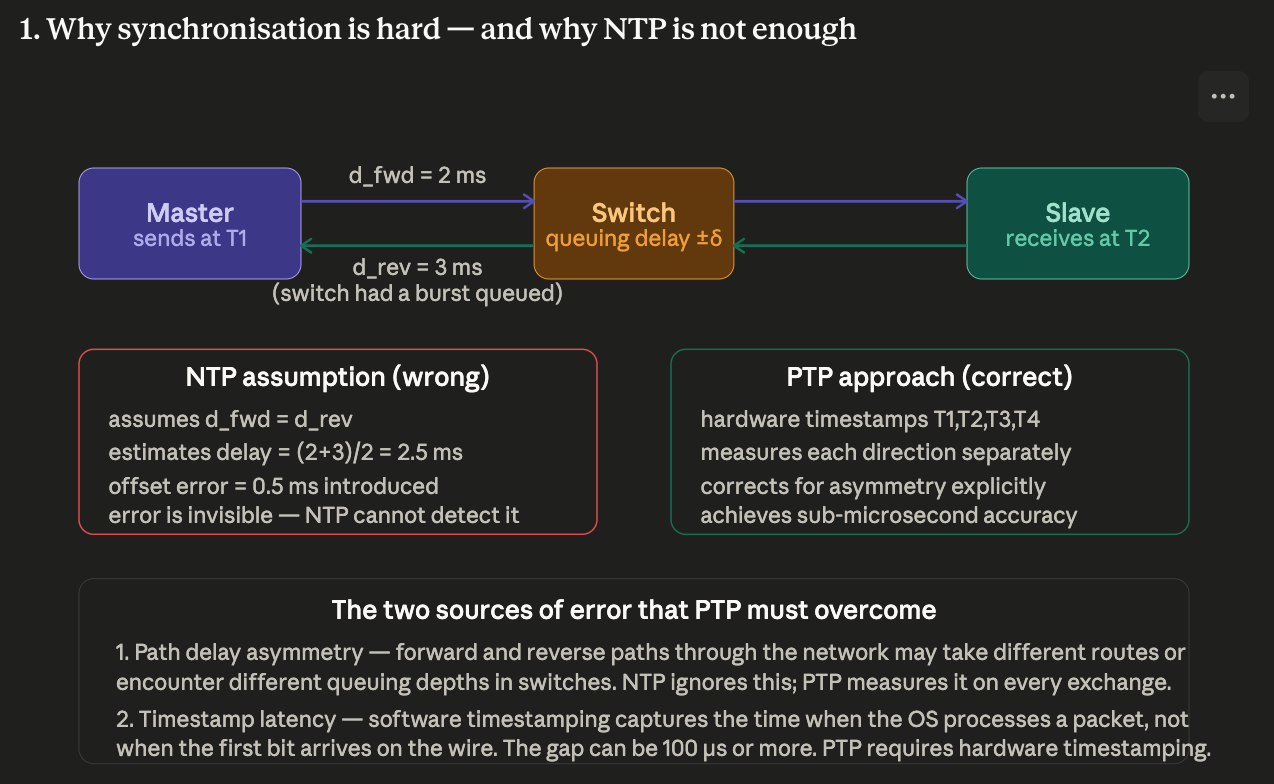 1. Why synchronisation is hard — and why NTP is not enough
...
d_fwd = 2 ms
Master
sends at T1
Switch
queuing delay ±δ
Slave
receives at T2
d_rev = 3 ms
(switch had a burst queued)
NTP assumption (wrong)
assumes d_fwd = d_rev
estimates delay = (2+3)/2 = 2.5 ms
offset error = 0.5 ms introduced
error is invisible — NTP cannot detect it
PTP approach (correct)
hardware timestamps T1,T2,T3,T4
measures each direction separately
corrects for asymmetry explicitly
achieves sub-microsecond accuracy
The two sources of error that PTP must overcome
1. Path delay asymmetry — forward and reverse paths through the network may take different routes or
encounter different queuing depths in switches. NTP ignores this; PTP measures it on every exchange.
2. Timestamp latency — software timestamping captures the time when the OS processes a packet, not
when the first bit arrives on the wire. The gap can be 100 µs or more. PTP requires hardware timestamping.